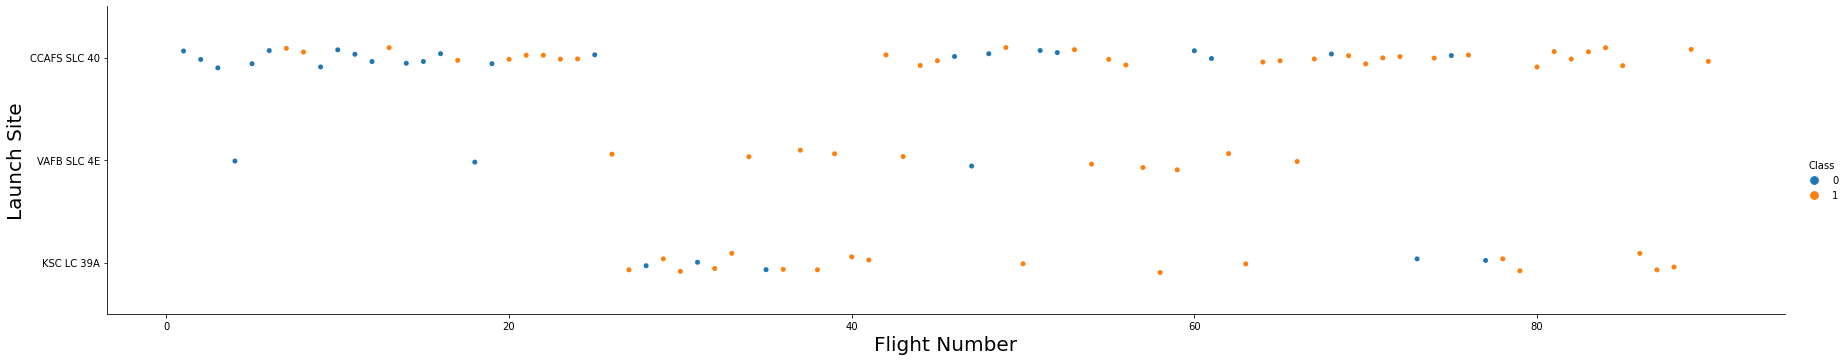 Launch Site
CCAFS SLC 40
VAFB SLC 4E
KSC LC 39A
0
20
40
60
80
Flight Number
Class
0
1